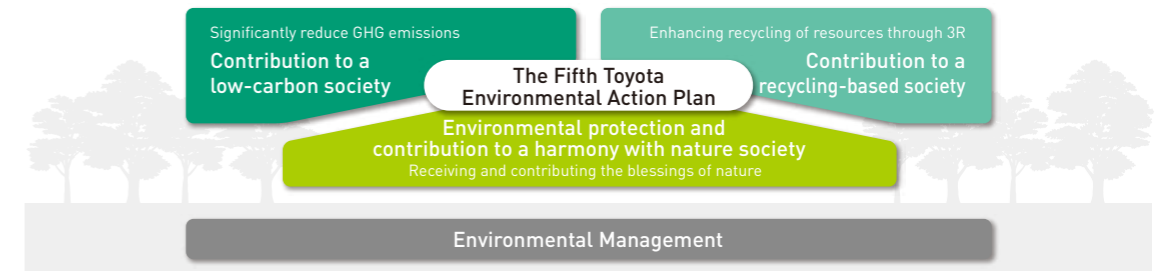 Significantly reduce GHG emissions
Contribution to a
low-carbon society
Enhancing recycling of resources through 3R
Contribution to a
recycling-based society
The Fifth Toyota
Environmental Action Plan
Environmental protection and
contribution to a harmony with nature society
Receiving and contributing the blessings of nature
Environmental Management